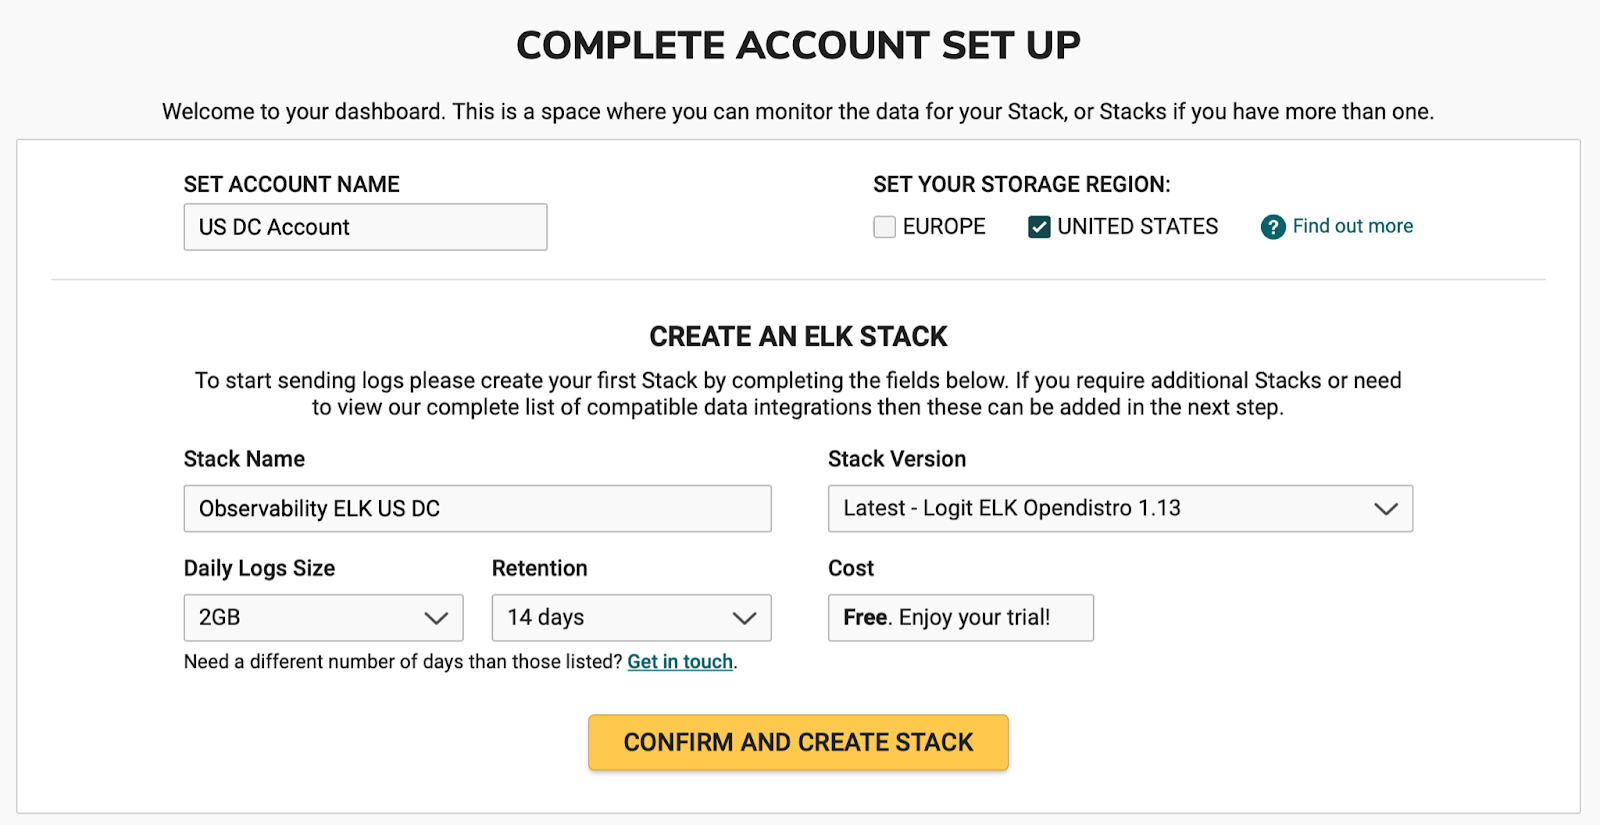 COMPLETE ACCOUNT SET UP
Welcome to your dashboard. This is a space where you can monitor the data for your Stack, or Stacks if you have more than one.
SET ACCOUNT NAME
US DC Account
SET YOUR STORAGE REGION:
EUROPE
UNITED STATES
? Find out more
CREATE AN ELK STACK
To start sending logs please create your first Stack by completing the fields below. If you require additional Stacks or need
to view our complete list of compatible data integrations then these can be added in the next step.
Stack Name
Observability ELK US DC
Stack Version
Latest - Logit ELK Opendistro 1.13
Daily Logs Size
2GB
Retention
14 days
Cost
Free. Enjoy your trial!
Need a different number of days than those listed? Get in touch.
CONFIRM AND CREATE STACK